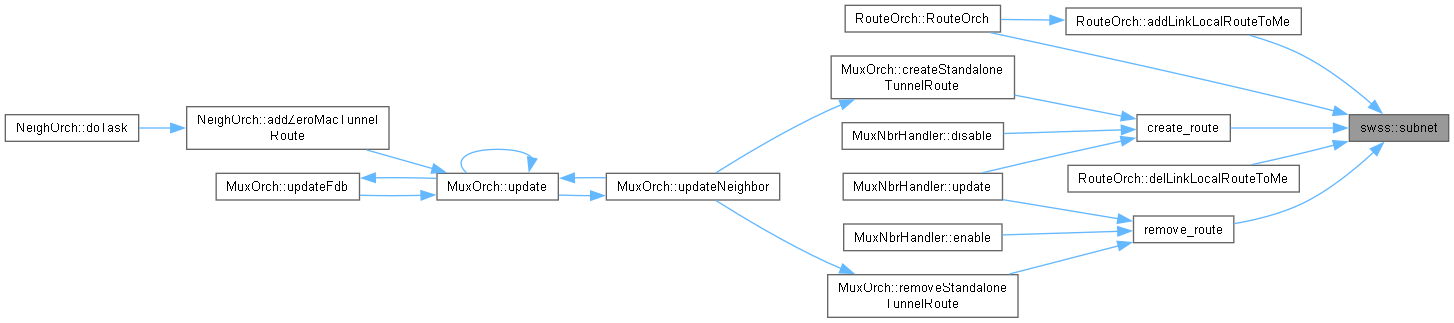 RouteOrch::RouteOrch
RouteOrch::addLinkLocalRouteToMe
MuxOrch::createStandalone
TunnelRoute
NeighOrch::doTask
NeighOrch::addZeroMacTunnel
Route
MuxNbrHandler::disable
create_route
swss::subnet
MuxOrch::updateFdb
MuxOrch::update
MuxOrch::updateNeighbor
MuxNbrHandler::update
RouteOrch::delLinkLocalRouteToMe
MuxNbrHandler::enable
remove_route
MuxOrch::removeStandalone
TunnelRoute